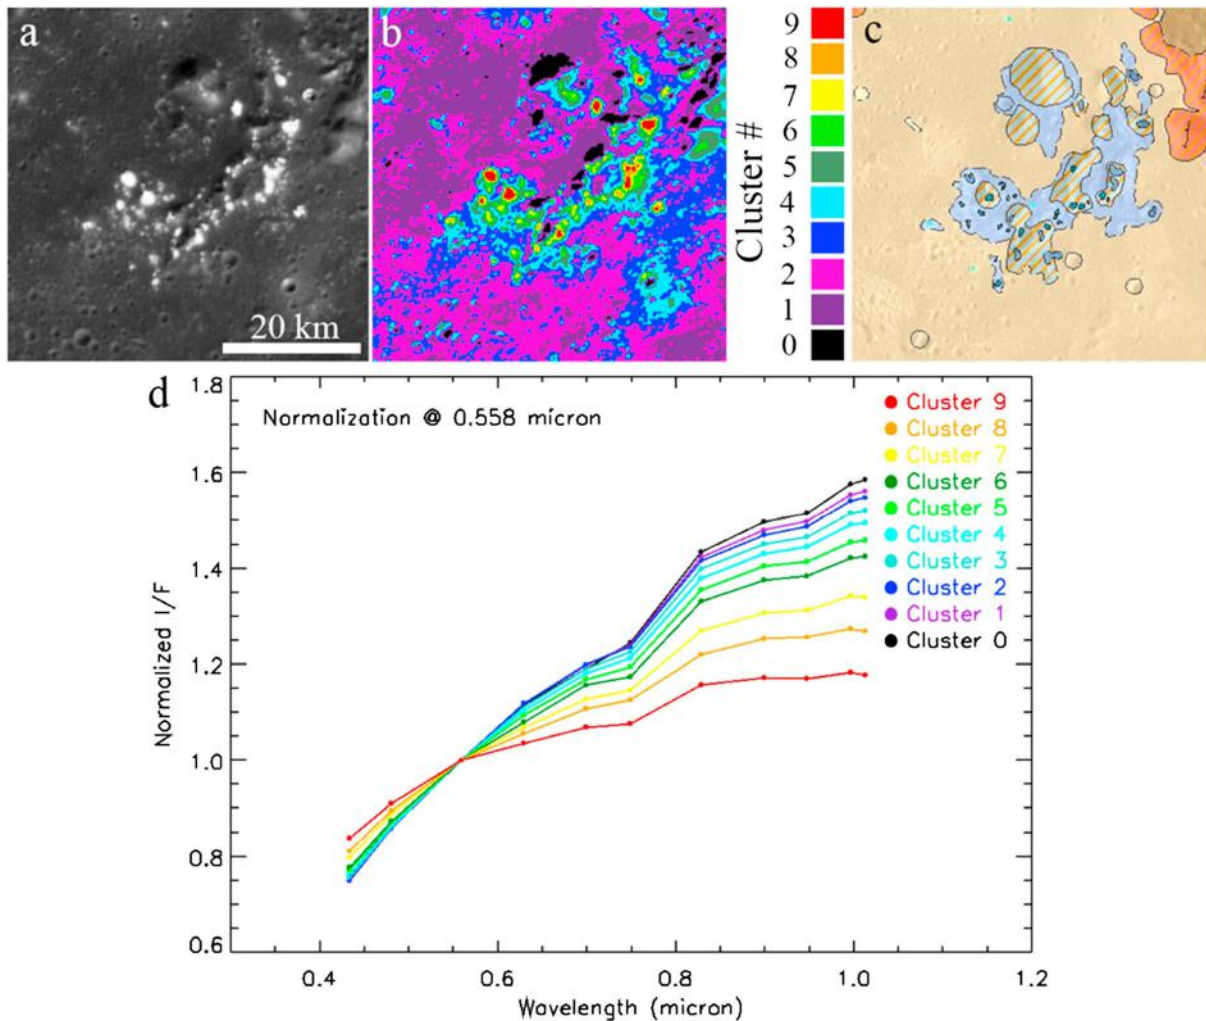 a
20 km
b
Cluster #
9
8
7
6
5
4
3
2
1
0
c
d
Normalization @ 0.558 micron
Cluster 9
Cluster 8
Cluster 7
Cluster 6
Cluster 5
Cluster 4
Cluster 3
Cluster 2
Cluster 1
Cluster 0
Normalized I/F
1.8
1.6
1.4
1.2
1.0
0.8
0.6
0.4
0.6
0.8
1.0
1.2
Wavelength (micron)